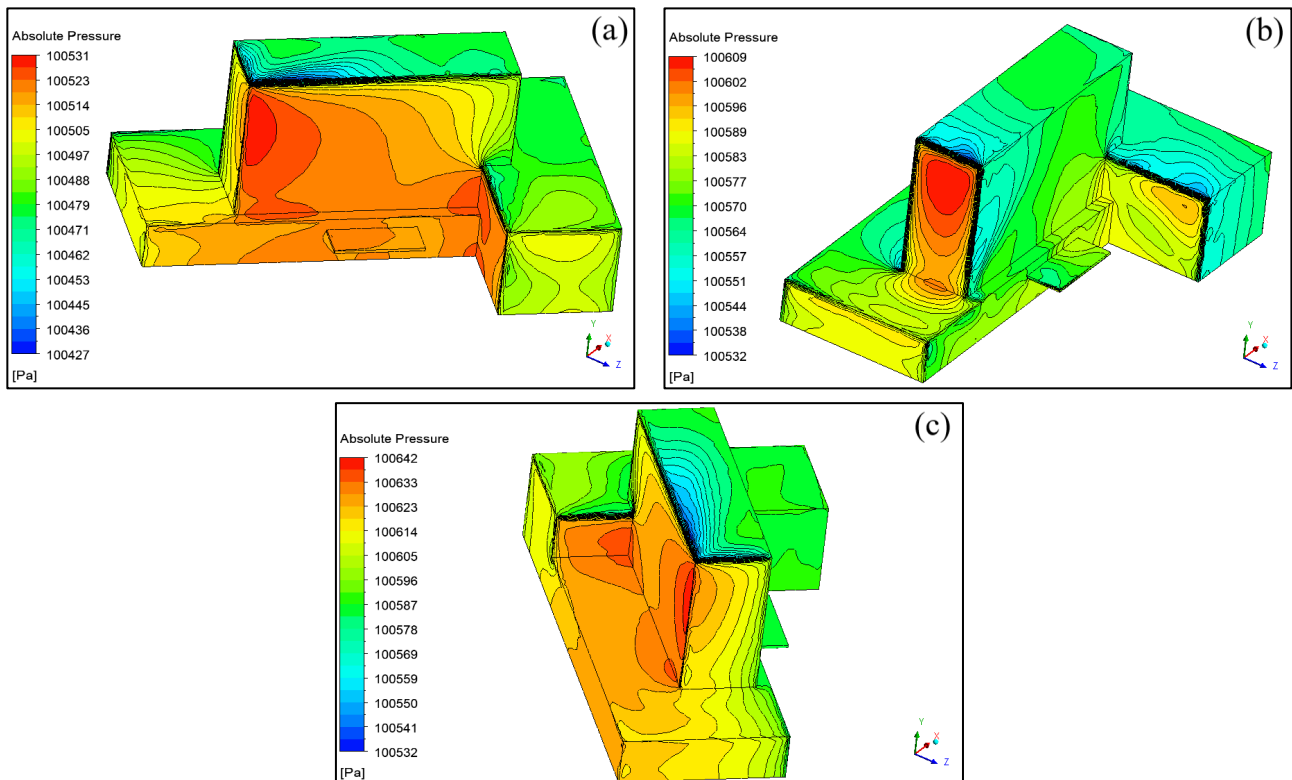 (a)
Absolute Pressure
100531
100523
100514
100505
100497
100488
100479
100471
100462
100453
100445
100436
100427
[Pa]
Y
X
Z
(b)
Absolute Pressure
100609
100602
100596
100589
100583
100577
100570
100564
100557
100551
100544
100538
100532
[Pa]
Y
X
Z
(c)
Absolute Pressure
100642
100633
100623
100614
100605
100596
100587
100578
100569
100559
100550
100541
100532
[Pa]
Y
X
Z